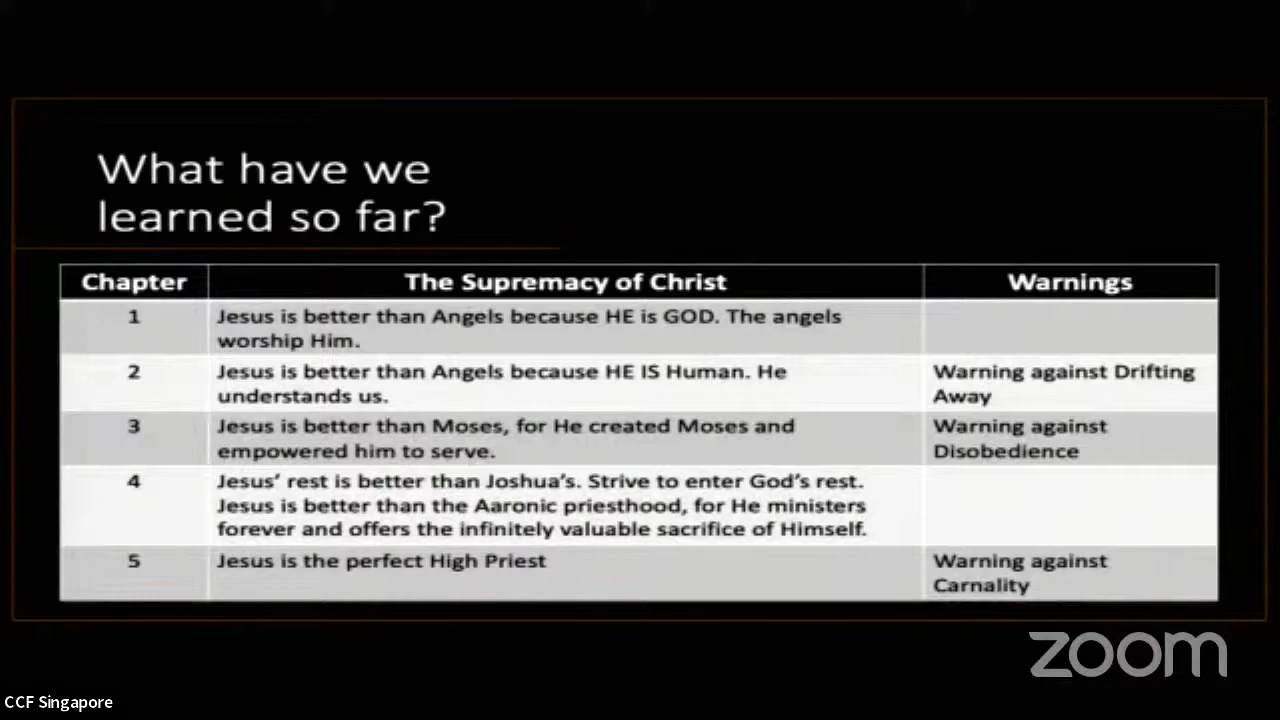 What have we
learned so far?
Chapter The Supremacy of Christ Warnings
1 Jesus is better than Angels because HE is GOD. The angels
worship Him.
2 Jesus is better than Angels because HE IS Human. He Warning against Drifting
understands us. Away
3 Jesus is better than Moses, for He created Moses and Warning against
empowered him to serve. Disobedience
4 Jesus’ rest is better than Joshua’s. Strive to enter God’s rest.
Jesus is better than the Aaronic priesthood, for He ministers
forever and offers the infinitely valuable sacrifice of Himself.
5 Jesus is the perfect High Priest Warning against
Carnality
zoom
CCF Singapore